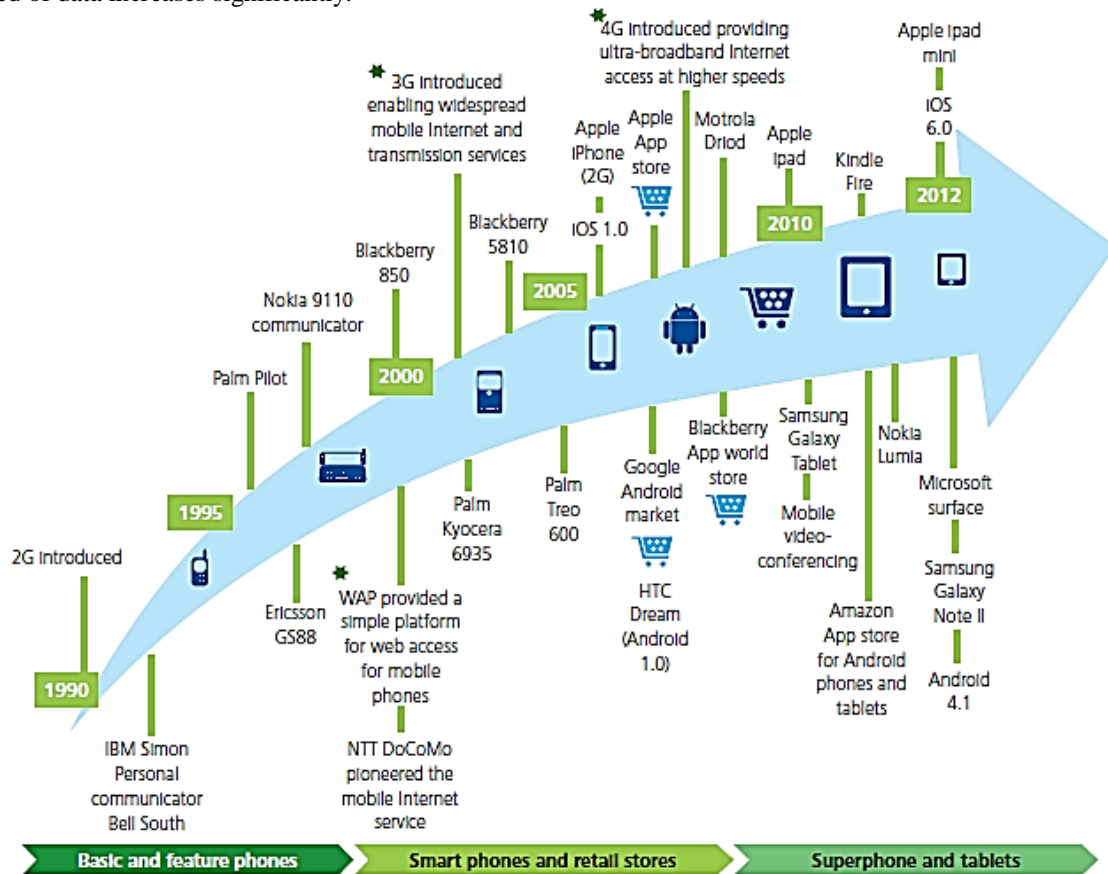 ed of data increases significantly.
4G introduced providing
ultra-broadband Internet
access at higher speeds
Apple ipad
mini
iOS
6.0
3G introduced
enabling widespread
mobile Internet and
transmission services
Apple
iPhone
(2G)
iOS 1.0
Apple
App
store
Motrola
Driod
Apple
ipad
Kindle
Fire
2012
2010
Blackberry
5810
2005
Blackberry
850
Nokia 9110
communicator
2000
Palm Pilot
1995
2G introduced
1990
IBM Simon
Personal
communicator
Bell South
Ericsson
GS88
WAP provided a
simple platform
for web access
for mobile
phones
NTT DoCoMo
pioneered the
mobile Internet
service
Palm
Kyocera
6935
Palm
Treo
600
Google
Android
market
HTC
Dream
(Android
1.0)
Blackberry
App world
store
Samsung
Galaxy
Tablet
Mobile
video-
conferencing
Amazon
App store
for Android
phones and
tablets
Nokia
Lumia
Microsoft
surface
Samsung
Galaxy
Note II
Android
4.1
Basic and feature phones
Smart phones and retail stores
Superphone and tablets